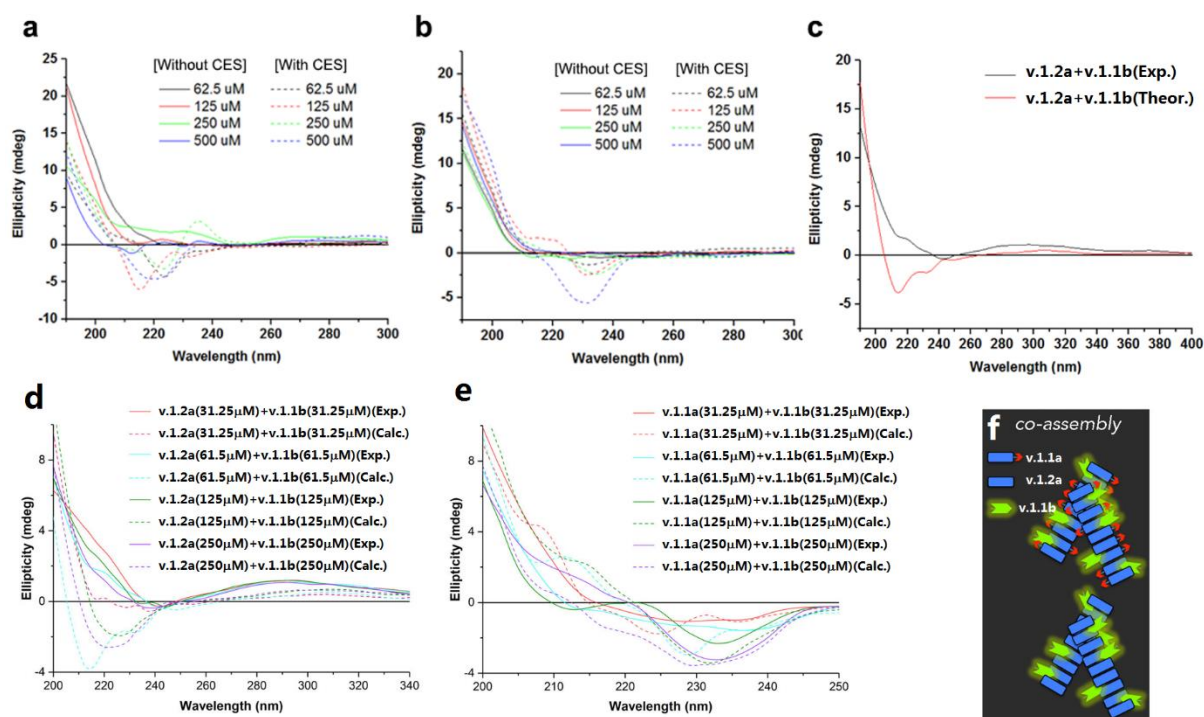 a
[Without CES] [With CES]
62.5 uM 62.5 uM
125 uM 125 uM
250 uM 250 uM
500 uM 500 uM
Ellipticity (mdeg)
25
20
15
10
5
0
-5
-10
200 220 240 260 280 300
Wavelength (nm)
b
[Without CES] [With CES]
62.5 uM 62.5 uM
125 uM 125 uM
250 uM 250 uM
500 uM 500 uM
Ellipticity (mdeg)
20
15
10
5
0
-5
200 220 240 260 280 300
Wavelength (nm)
c
v.1.2a+v.1.1b(Exp.)
v.1.2a+v.1.1b(Theor.)
Ellipticity (mdeg)
20
15
10
5
0
-5
200 220 240 260 280 300 320 340 360 380 400
Wavelength (nm)
d
v.1.2a(31.25μM)+v.1.1b(31.25μM)(Exp.)
v.1.2a(31.25μM)+v.1.1b(31.25μM)(Calc.)
v.1.2a(61.5μM)+v.1.1b(61.5μM)(Exp.)
v.1.2a(61.5μM)+v.1.1b(61.5μM)(Calc.)
v.1.2a(125μM)+v.1.1b(125μM)(Exp.)
v.1.2a(125μM)+v.1.1b(125μM)(Calc.)
v.1.2a(250μM)+v.1.1b(250μM)(Exp.)
v.1.2a(250μM)+v.1.1b(250μM)(Calc.)
Ellipticity (mdeg)
8
4
0
-4
200 220 240 260 280 300 320 340
Wavelength (nm)
e
v.1.1a(31.25μM)+v.1.1b(31.25μM)(Exp.)
v.1.1a(31.25μM)+v.1.1b(31.25μM)(Calc.)
v.1.1a(61.5μM)+v.1.1b(61.5μM)(Exp.)
v.1.1a(61.5μM)+v.1.1b(61.5μM)(Calc.)
v.1.1a(125μM)+v.1.1b(125μM)(Exp.)
v.1.1a(125μM)+v.1.1b(125μM)(Calc.)
v.1.1a(250μM)+v.1.1b(250μM)(Exp.)
v.1.1a(250μM)+v.1.1b(250μM)(Calc.)
Ellipticity (mdeg)
8
4
0
-4
200 210 220 230 240 250
Wavelength (nm)
f co-assembly
v.1.1a
v.1.2a
v.1.1b